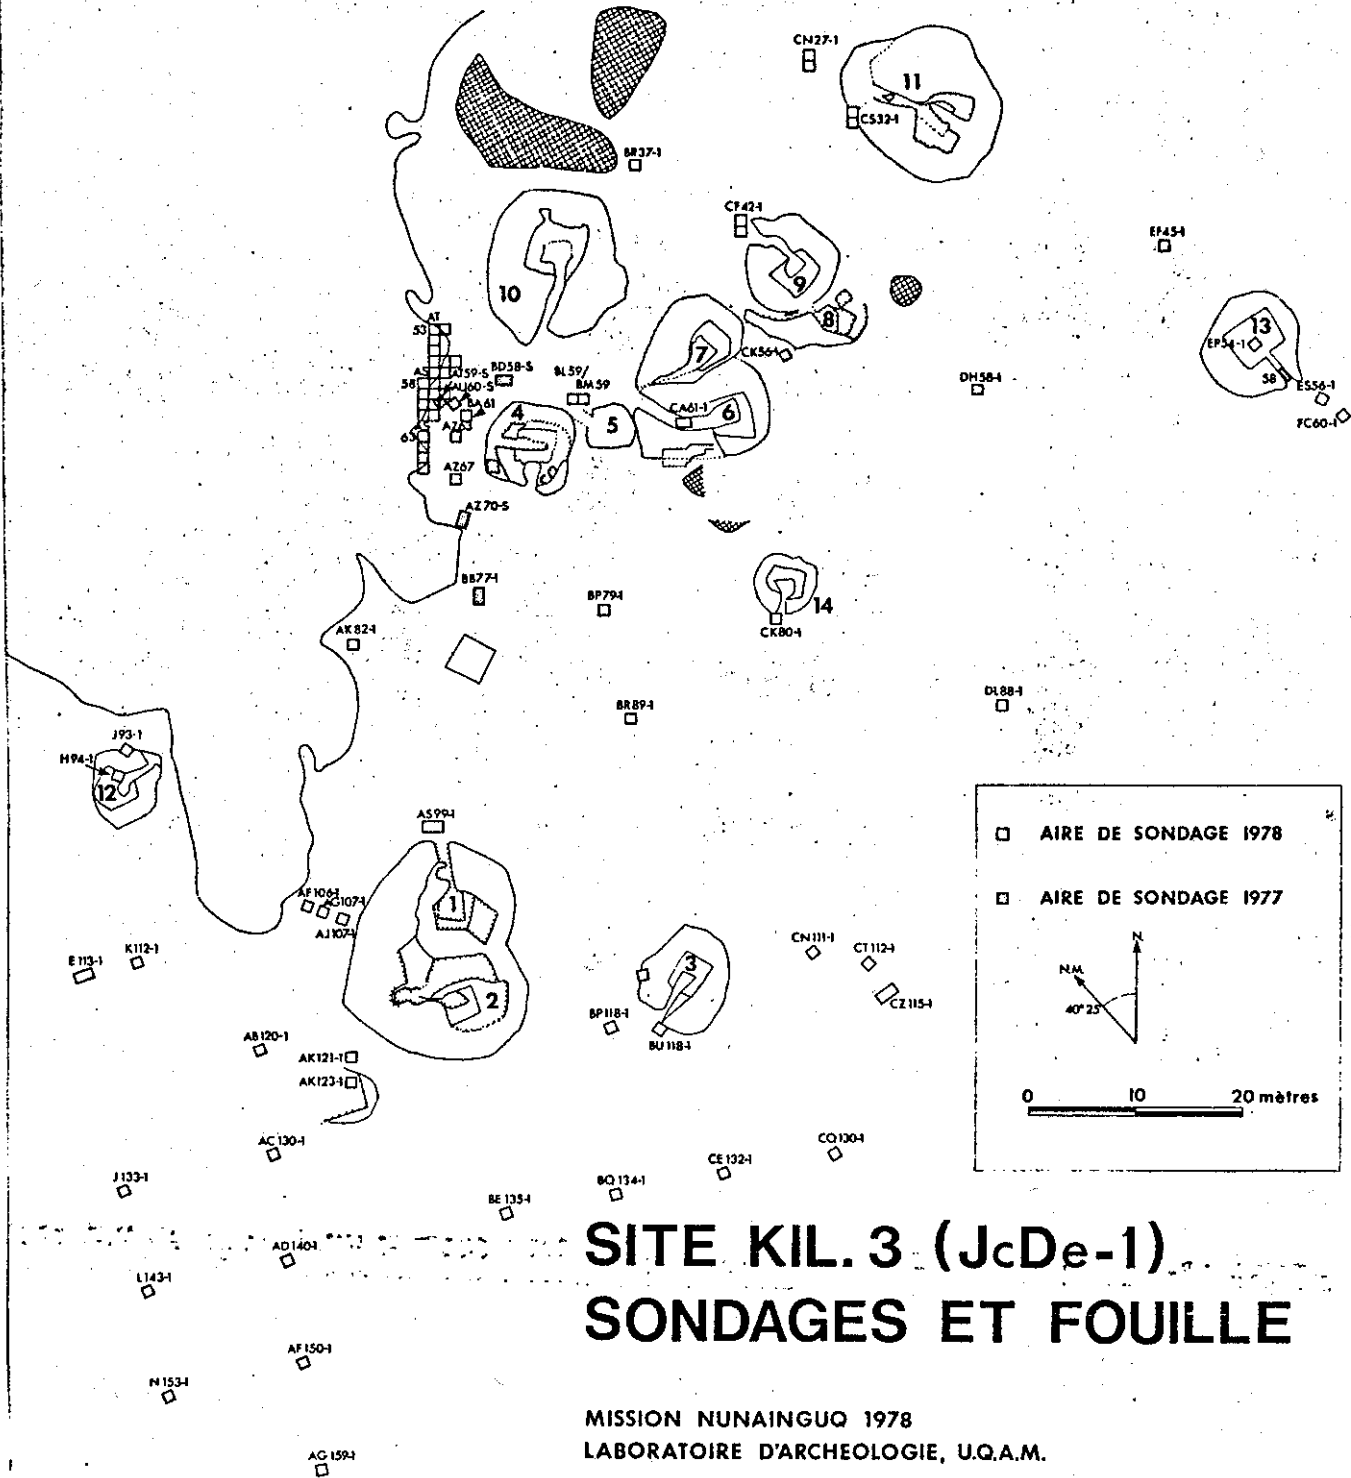 CN27-1
11
CS32-1
BR37-1
CF42-1
EF45-1
9
10
8
13
EP54-1
AT
53
7
CK56-1
58
ES56-1
FC60-1
AS
58
AT59-S
AU60-S
BA61
BD58-S
BL59/
BM59
DH58-1
CA61-1
6
4
5
AZ63
63
AZ67
AZ70-S
BB77-1
BP79-1
14
CK80-1
AK82-1
DL88-1
BR89-1
J93-1
H94-1
12
AS99-1
AIRE DE SONDAGE 1978
AIRE DE SONDAGE 1977
AF106-1
AG107-1
AJ107-1
1
N.
N.M.
40° 25'
CN111-1
CT112-1
CZ115-1
E113-1
K112-1
3
2
BP118-1
BU118-1
AB120-1
AK121-1
AK123-1
0 10 20 mètres
AC130-1
CQ130-1
CE132-1
J133-1
BQ134-1
BE135-1
AD140-1
L143-1
SITE KIL. 3 (JcDe-1)
SONDAGES ET FOUILLE
AF150-1
N153-1
MISSION NUNAINGUQ 1978
LABORATOIRE D'ARCHEOLOGIE, U.Q.A.M.
AG159-1